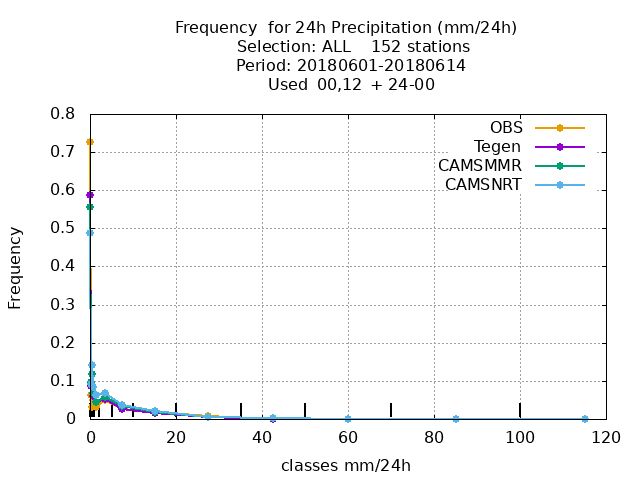 Frequency  for 24h Precipitation (mm/24h)
Selection: ALL    152 stations
Period: 20180601-20180614
Used  00,12  + 24-00
0.8
0.7
0.6
0.5
0.4
0.3
0.2
0.1
0
Frequency
OBS
Tegen
CAMSMMR
CAMSNRT
0 20 40 60 80 100 120
classes mm/24h